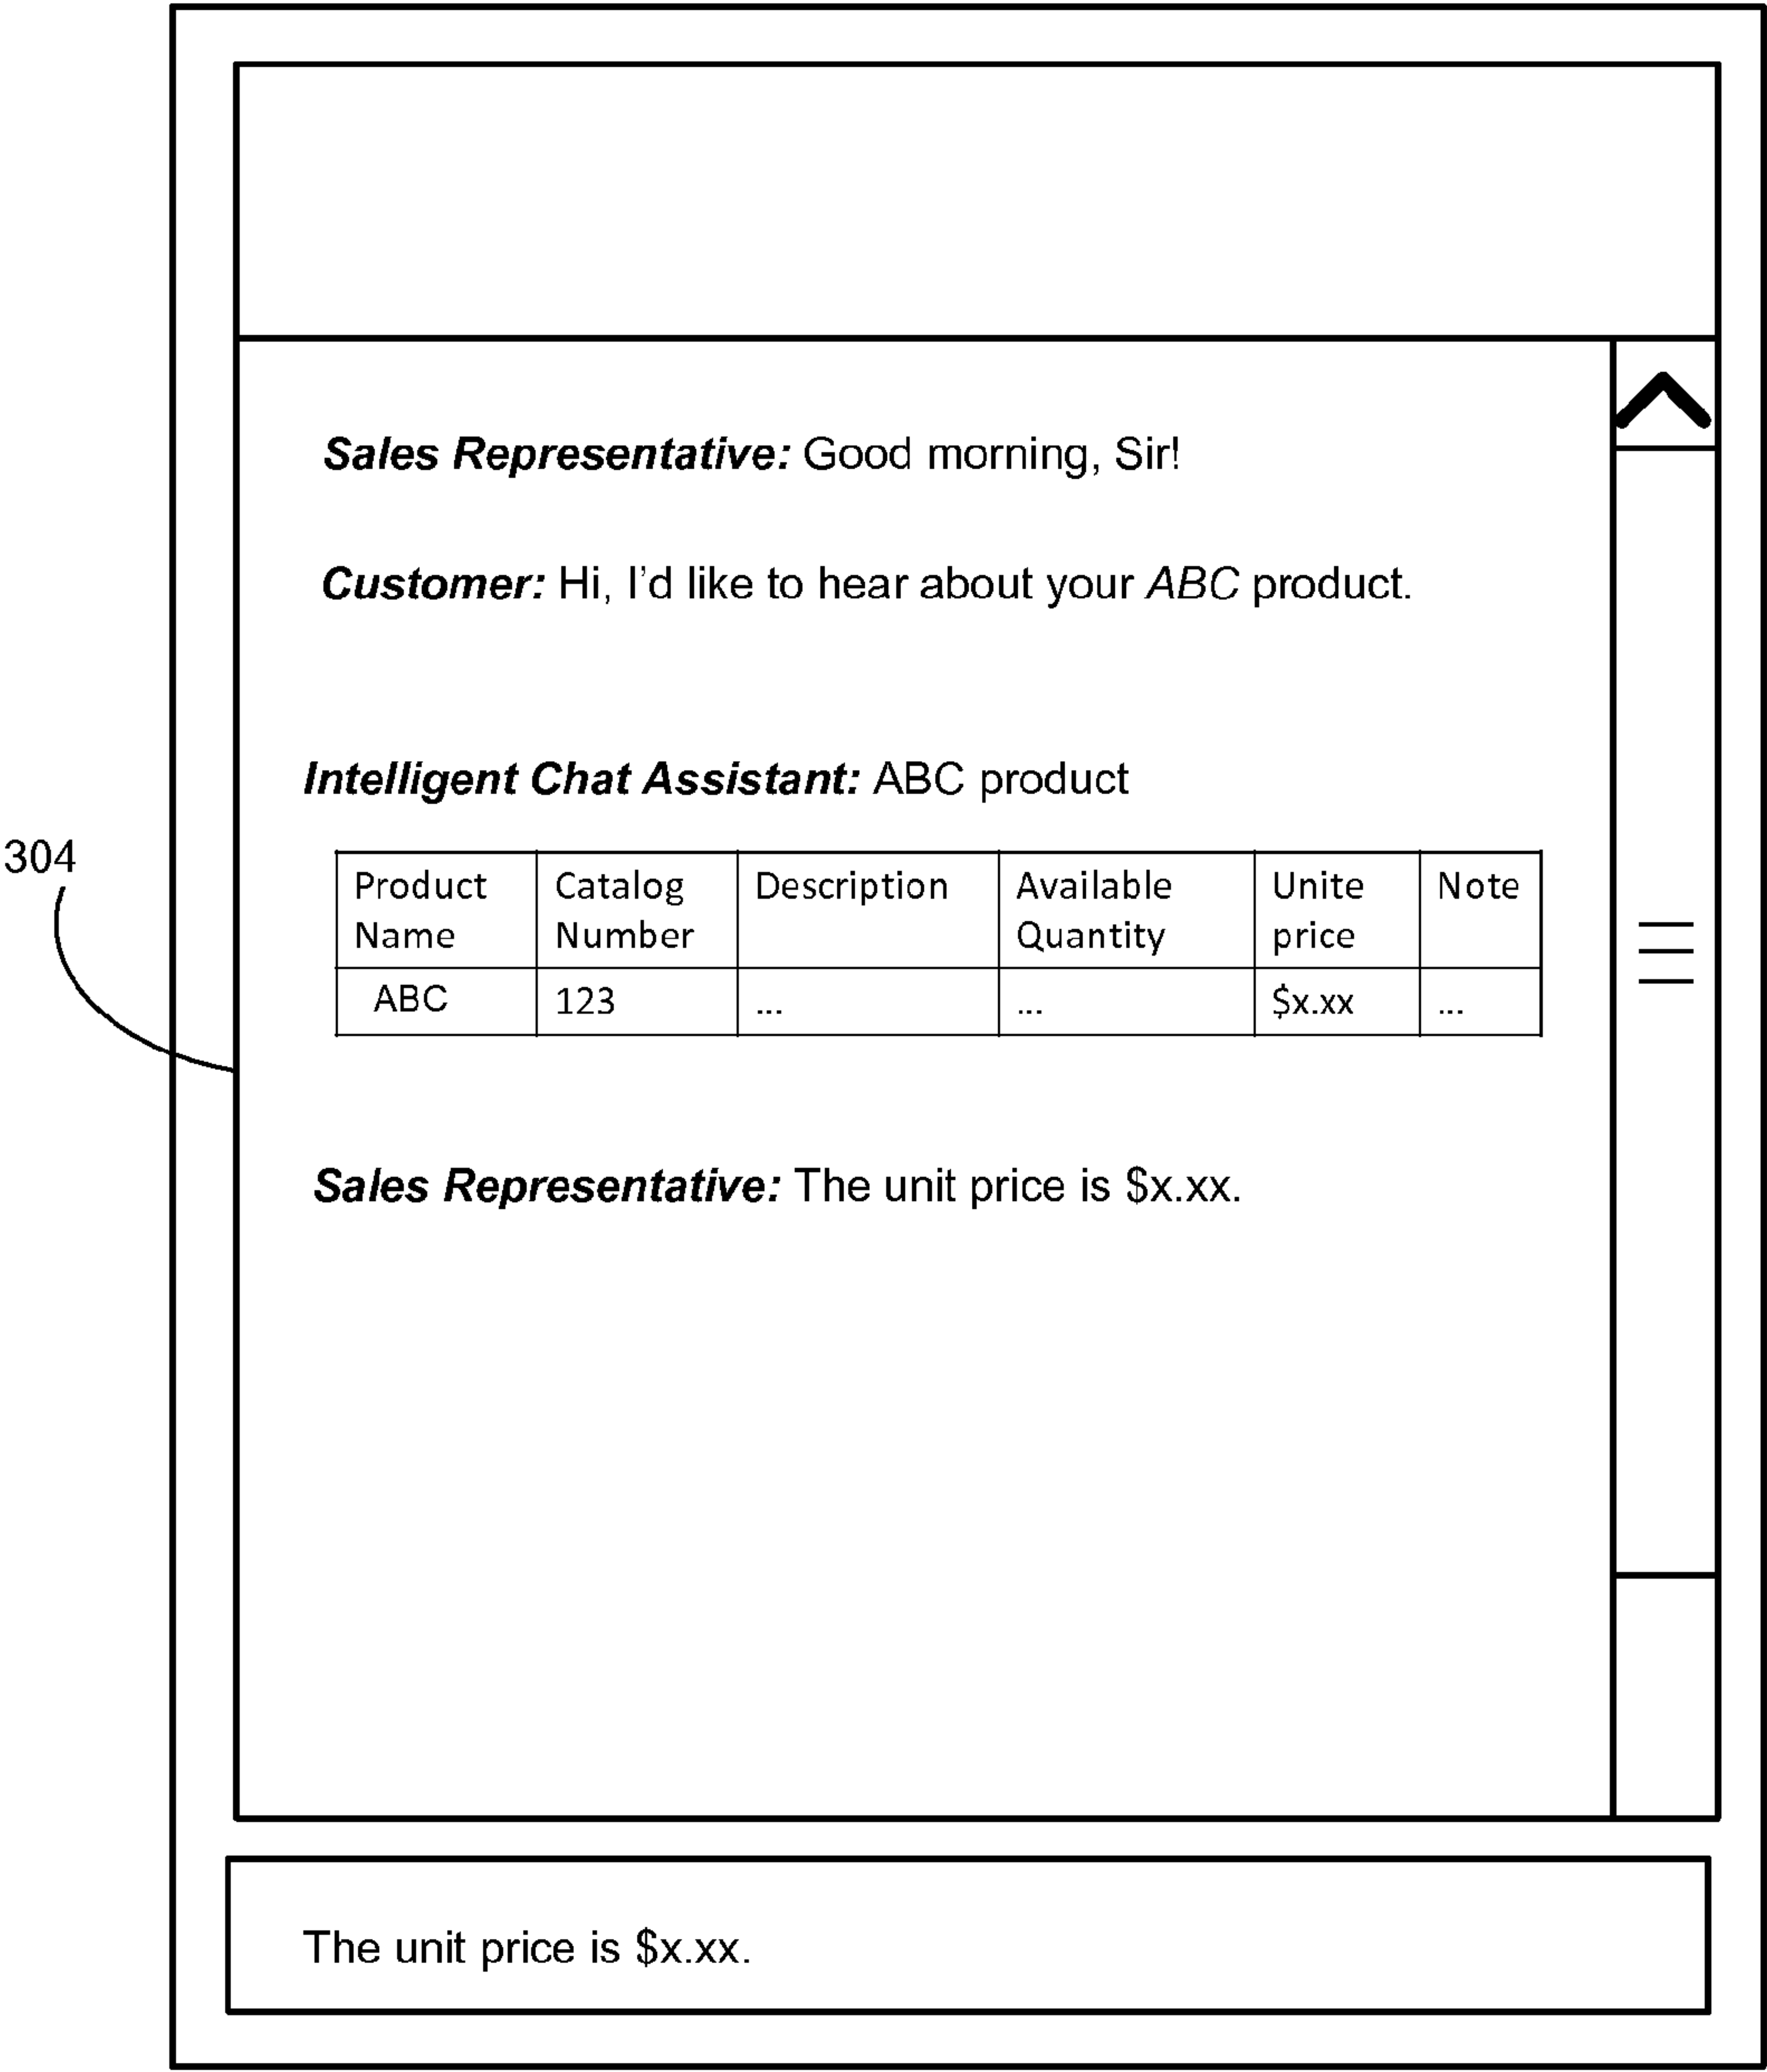 Sales Representative: Good morning, Sir!
Customer: Hi, I'd like to hear about your ABC product.
Intelligent Chat Assistant: ABC product
304
Product Name Catalog Number Description Available Quantity Unite price Note
ABC 123 ... ... $x.xx ...
Sales Representative: The unit price is $x.xx.
The unit price is $x.xx.